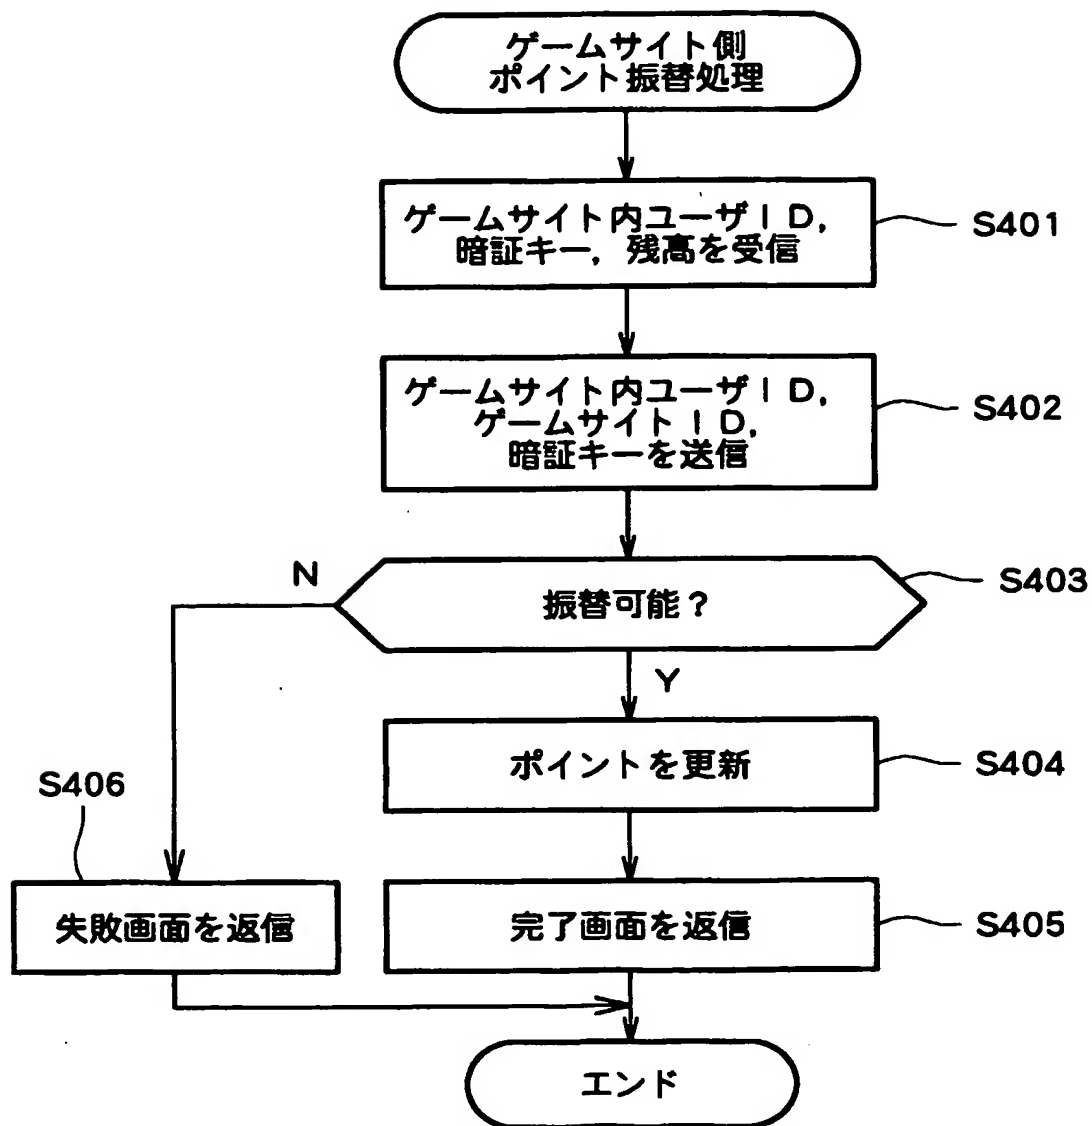 ゲームサイト側
ポイント振替処理
ゲームサイト内ユーザID,
暗証キー, 残高を受信
S401
ゲームサイト内ユーザID,
ゲームサイトID,
暗証キーを送信
S402
N
振替可能?
S403
Y
ポイントを更新
S404
S406
失敗画面を返信
完了画面を返信
S405
エンド